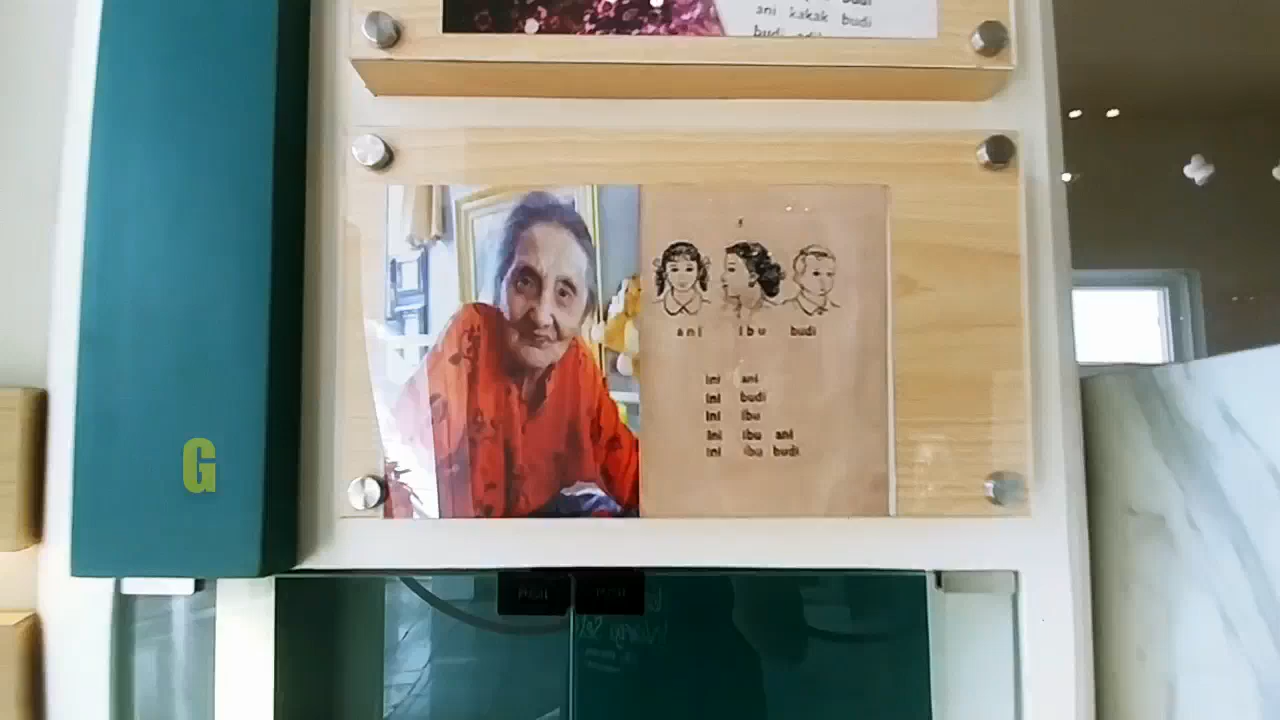 ani kakak budi
ani ibu budi
ini ani
ini budi
ini ibu
ini ibu ani
ini ibu budi
G